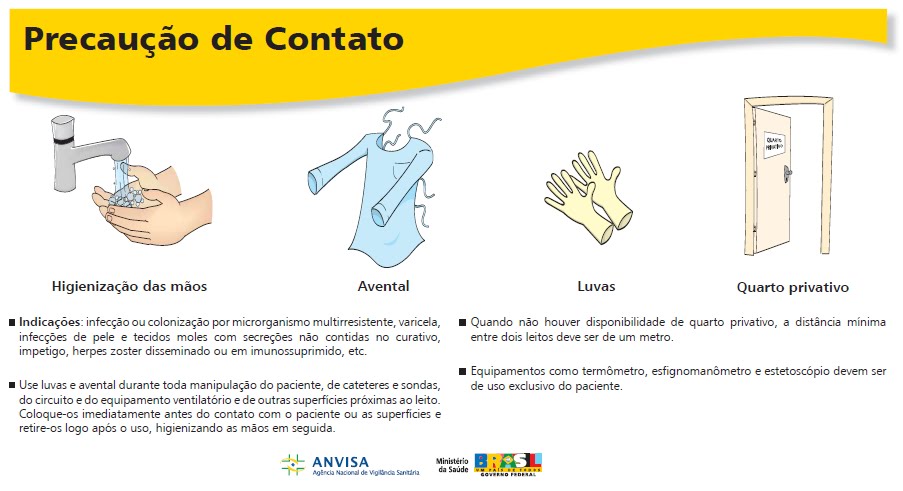 Precaução de Contato
QUARTO
PRIVATIVO
Higienização das mãos
Avental
Luvas
Quarto privativo
Indicações: infecção ou colonização por microrganismo multirresistente, varicela,
infecções de pele e tecidos moles com secreções não contidas no curativo,
impetigo, herpes zoster disseminado ou em imunossuprimido, etc.
Use luvas e avental durante toda manipulação do paciente, de cateteres e sondas,
do circuito e do equipamento ventilatório e de outras superfícies próximas ao leito.
Coloque-os imediatamente antes do contato com o paciente ou as superfícies e
retire-os logo após o uso, higienizando as mãos em seguida.
Quando não houver disponibilidade de quarto privativo, a distância mínima
entre dois leitos deve ser de um metro.
Equipamentos como termômetro, esfignomanômetro e estetoscópio devem ser
de uso exclusivo do paciente.
ANVISA
Agência Nacional de Vigilância Sanitária
Ministério
da Saúde
BRASIL
UM PAÍS DE TODOS
GOVERNO FEDERAL